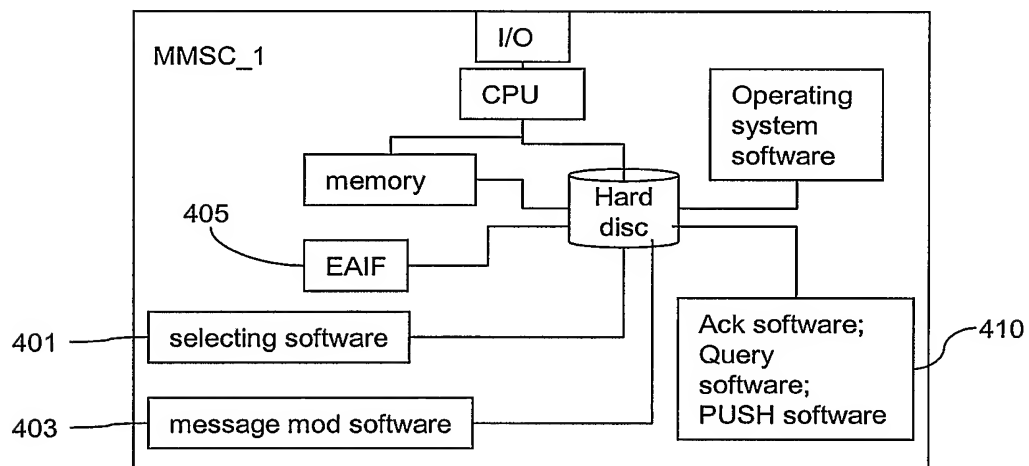 MMSC_1
I/O
CPU
Operating
system
software
memory
Hard
disc
405
EAIF
401
selecting software
Ack software;
Query
software;
PUSH software
410
403
message mod software